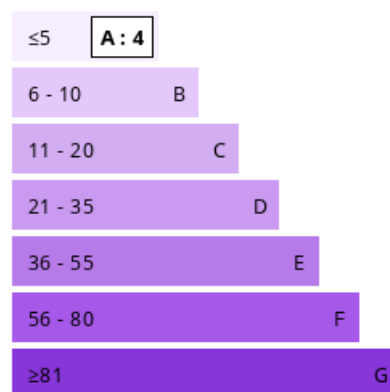 ≤5 A : 4
6 - 10 B
11 - 20 C
21 - 35 D
36 - 55 E
56 - 80 F
≥81 G